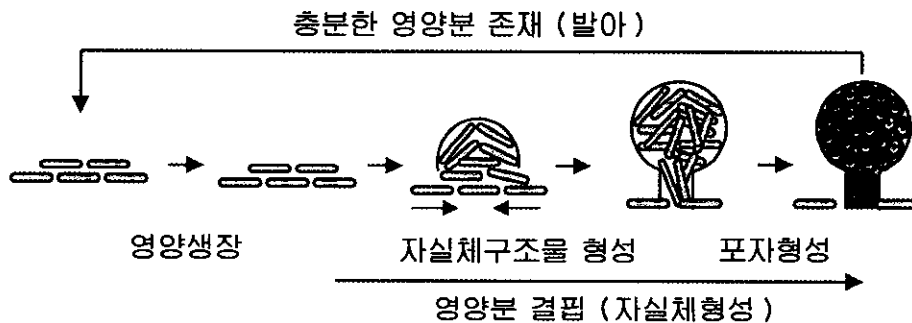 충분한 영양분 존재 (발아)
영양생장
자실체구조물 형성
포자형성
영양분 결핍 (자실체형성)